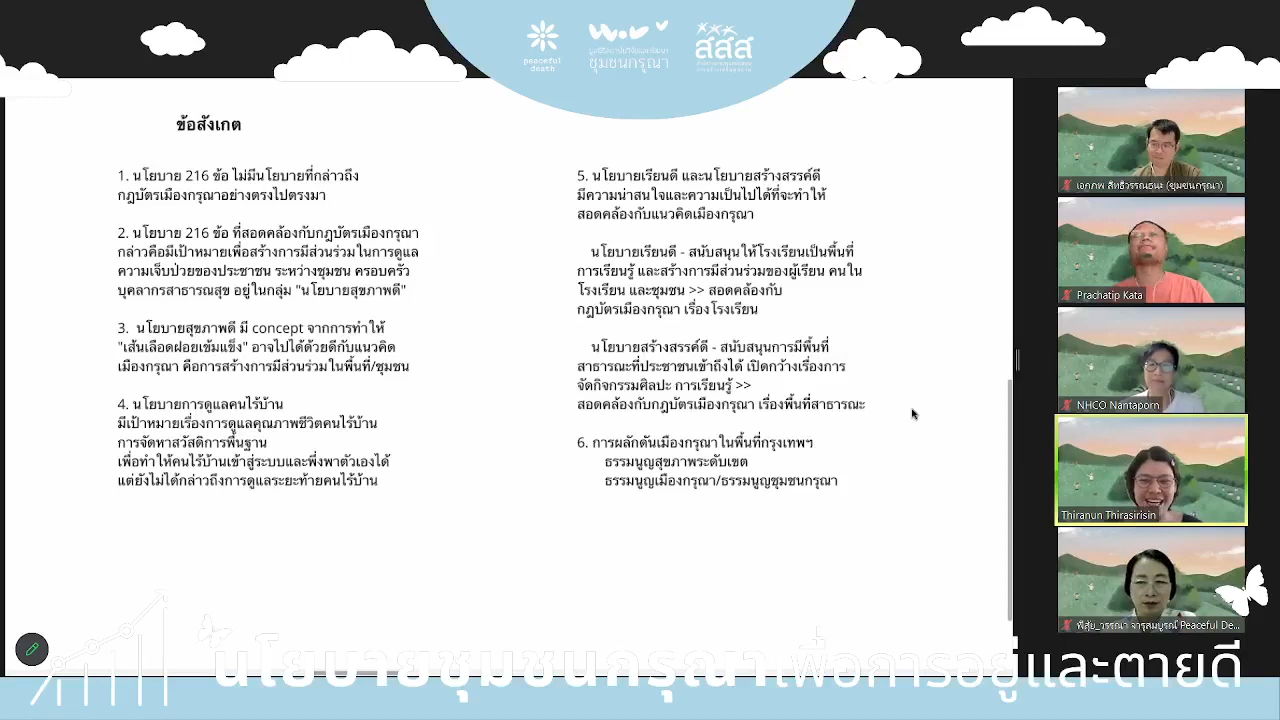 peaceful
death
ชุมชนกรุณา
สสส
ข้อสังเกต
1. นโยบาย 216 ข้อ ไม่มีนโยบายที่กล่าวถึง
กฎบัตรเมืองกรุณาอย่างตรงไปตรงมา
2. นโยบาย 216 ข้อ ที่สอดคล้องกับกฎบัตรเมืองกรุณา
กล่าวคือมีเป้าหมายเพื่อสร้างการมีส่วนร่วมในการดูแล
ความเจ็บป่วยของประชาชน ระหว่างชุมชน ครอบครัว
บุคลากรสาธารณสุข อยู่ในกลุ่ม "นโยบายสุขภาพดี"
3. นโยบายสุขภาพดี มี concept จากการทำให้
"เส้นเลือดฝอยเข้มแข็ง" อาจไปได้ด้วยดีกับแนวคิด
เมืองกรุณา คือการสร้างการมีส่วนร่วมในพื้นที่/ชุมชน
4. นโยบายการดูแลคนไร้บ้าน
มีเป้าหมายเรื่องการดูแลคุณภาพชีวิตคนไร้บ้าน
การจัดหาสวัสดิการพื้นฐาน
เพื่อทำให้คนไร้บ้านเข้าสู่ระบบและพึ่งพาตัวเองได้
แต่ยังไม่ได้กล่าวถึงการดูแลระยะท้ายคนไร้บ้าน
5. นโยบายเรียนดี และนโยบายสร้างสรรค์ดี
มีความน่าสนใจและความเป็นไปได้ที่จะทำให้
สอดคล้องกับแนวคิดเมืองกรุณา
นโยบายเรียนดี - สนับสนุนให้โรงเรียนเป็นพื้นที่
การเรียนรู้ และสร้างการมีส่วนร่วมของผู้เรียน คนใน
โรงเรียน และชุมชน >> สอดคล้องกับ
กฎบัตรเมืองกรุณา เรื่องโรงเรียน
นโยบายสร้างสรรค์ดี - สนับสนุนการมีพื้นที่
สาธารณะที่ประชาชนเข้าถึงได้ เปิดกว้างเรื่องการ
จัดกิจกรรมศิลปะ การเรียนรู้ >>
สอดคล้องกับกฎบัตรเมืองกรุณา เรื่องพื้นที่สาธารณะ
6. การผลักดันเมืองกรุณาในพื้นที่กรุงเทพฯ
ธรรมนูญสุขภาพระดับเขต
ธรรมนูญเมืองกรุณา/ธรรมนูญชุมชนกรุณา
เอกภพ สิทธิวรรณธนะ (ชุมชนกรุณา)
Prachatip Kata
NHCO Nantaporn
Thiranun Thirasirisin
พี่สุ้ย_วรรณา จารุสมบูรณ์ Peaceful De...
นโยบายชุมชนกรุณา เพื่อการอยู่และตายดี